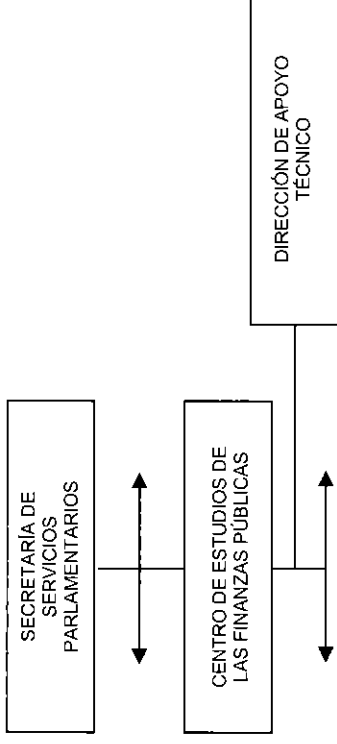 SECRETARÍA DE
SERVICIOS
PARLAMENTARIOS
CENTRO DE ESTUDIOS DE
LAS FINANZAS PÚBLICAS
DIRECCIÓN DE APOYO
TÉCNICO